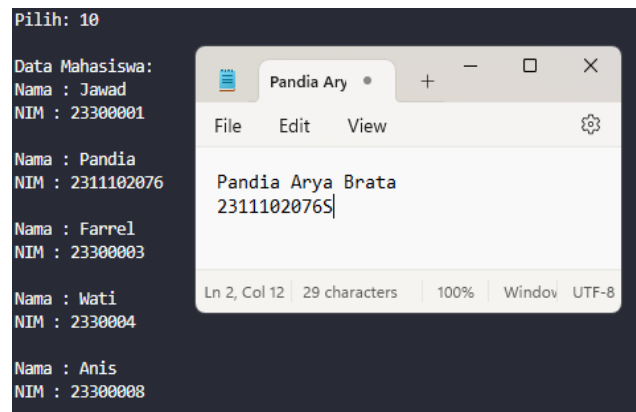 Pilih: 10
Data Mahasiswa:
Nama : Jawad
NIM : 23300001
Nama : Pandia
NIM : 2311102076
Nama : Farrel
NIM : 23300003
Nama : Wati
NIM : 2330004
Nama : Anis
NIM : 23300008
Pandia Ary
File Edit View
Pandia Arya Brata
2311102076S
Ln 2, Col 12 29 characters 100% Window UTF-8